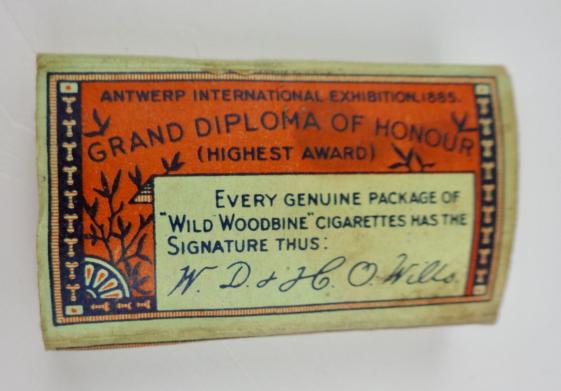 ANTWERP INTERNATIONAL EXHIBITION, 1885.
GRAND DIPLOMA OF HONOUR
(HIGHEST AWARD)
EVERY GENUINE PACKAGE OF
"WILD WOODBINE" CIGARETTES HAS THE
SIGNATURE THUS:
W. D. & H. O. Wills.